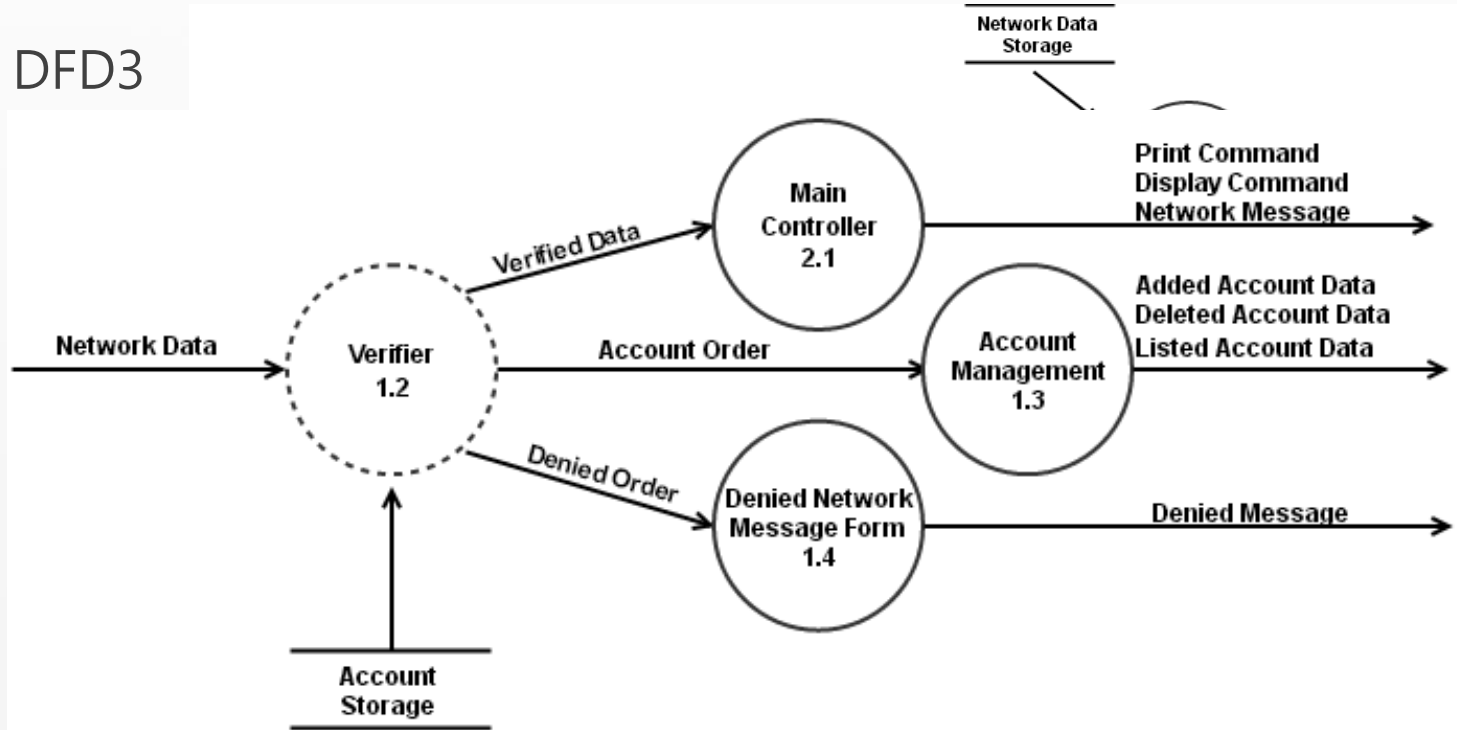 DFD3
Network Data
Storage
Print Command
Display Command
Network Message
Main
Controller
2.1
Verified Data
Added Account Data
Deleted Account Data
Listed Account Data
Network Data
Verifier
1.2
Account Order
Account
Management
1.3
Denied Order
Denied Network
Message Form
1.4
Denied Message
Account
Storage